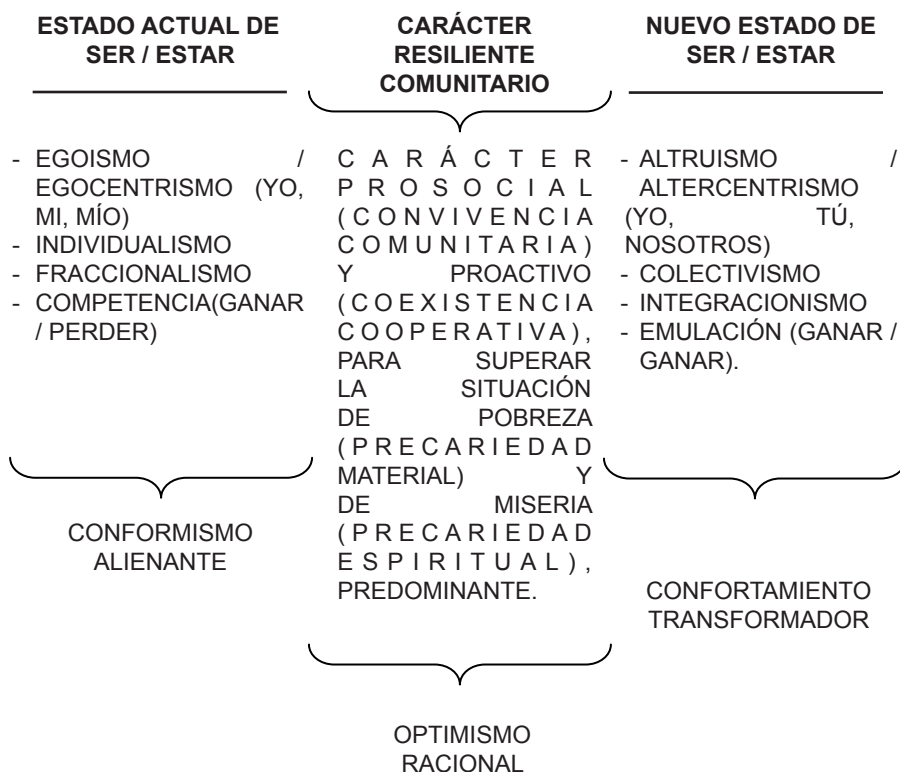 ESTADO ACTUAL DE
SER / ESTAR
- EGOISMO /
EGOCENTRISMO (YO,
MI, MÍO)
- INDIVIDUALISMO
- FRACCIONALISMO
- COMPETENCIA(GANAR
/ PERDER)
CONFORMISMO
ALIENANTE
CARÁCTER
RESILIENTE
COMUNITARIO
CARÁCTER
PROSOCIAL
(CONVIVENCIA
COMUNITARIA)
Y PROACTIVO
(COEXISTENCIA
COOPERATIVA),
PARA SUPERAR
LA SITUACIÓN
DE POBREZA
(PRECARIEDAD
MATERIAL) Y
DE MISERIA
(PRECARIEDAD
ESPIRITUAL),
PREDOMINANTE.
OPTIMISMO
RACIONAL
NUEVO ESTADO DE
SER / ESTAR
- ALTRUISMO /
ALTERCENTRISMO
(YO, TÚ,
NOSOTROS)
- COLECTIVISMO
- INTEGRACIONISMO
- EMULACIÓN (GANAR /
GANAR).
CONFORTAMIENTO
TRANSFORMADOR